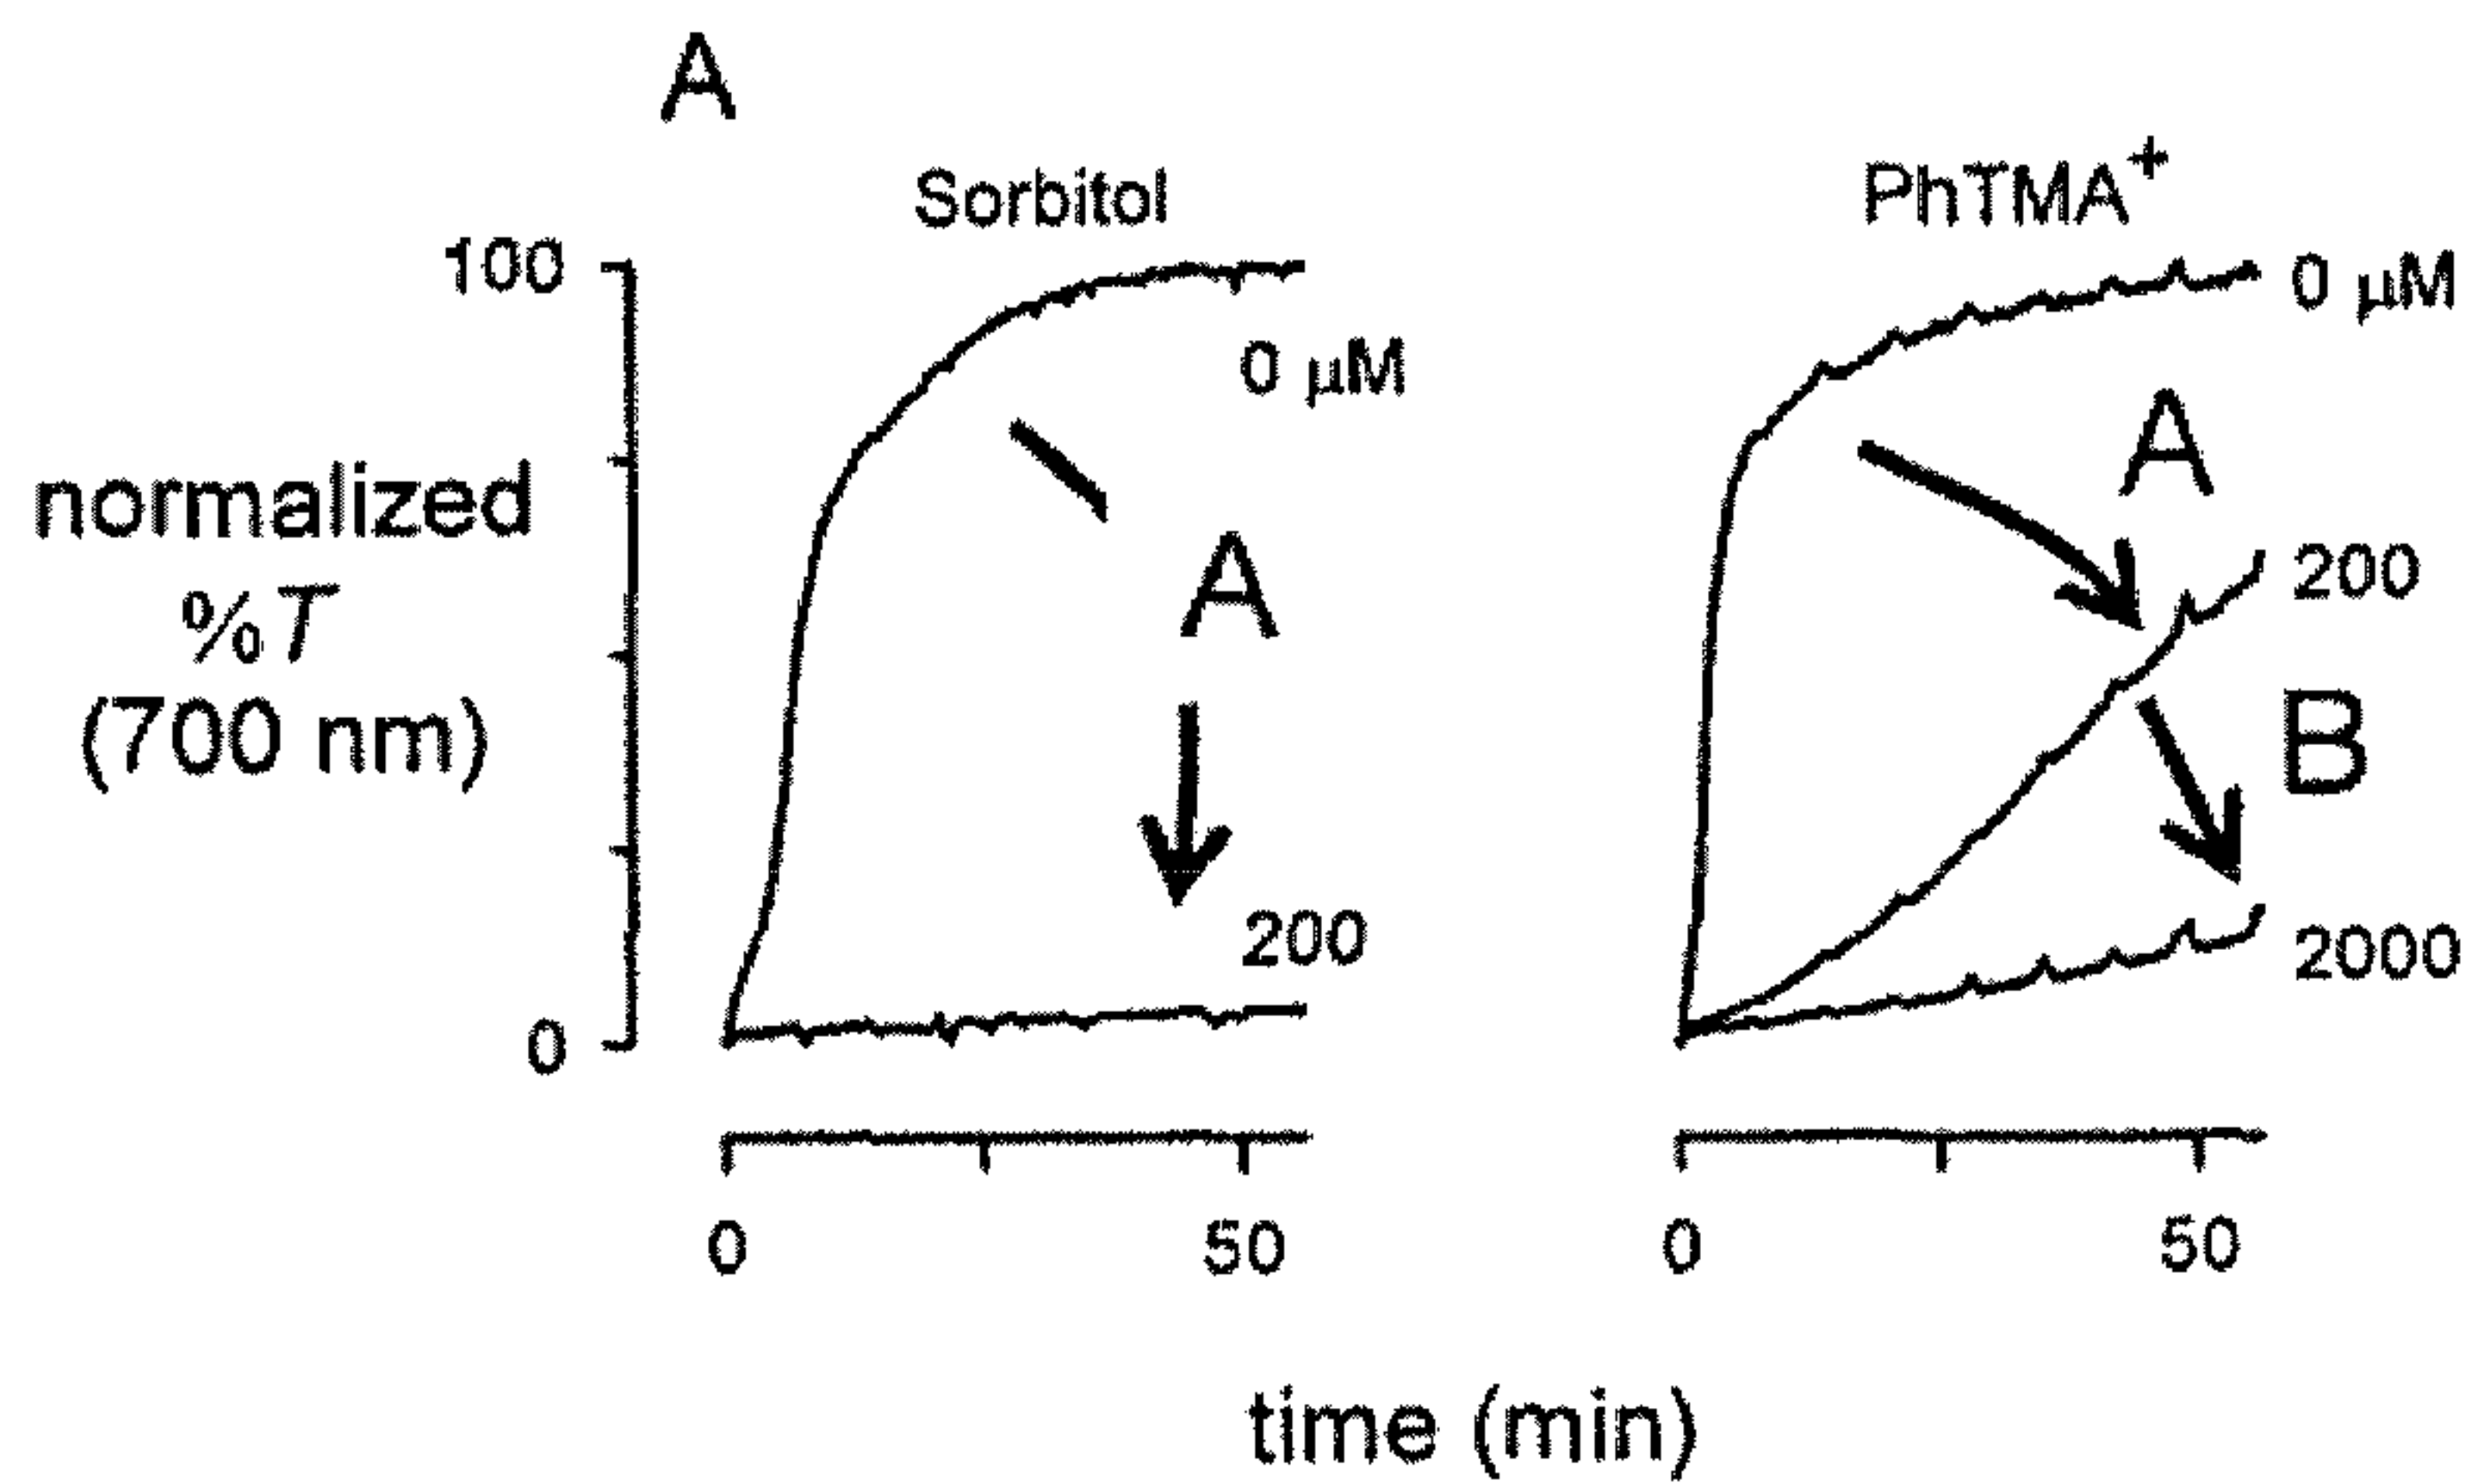 A
Sorbitol
PhTMA⁺
100
0 μM
0 μM
A
A
normalized
%T
(700 nm)
200
B
200
2000
0
0
50
0
50
time (min)